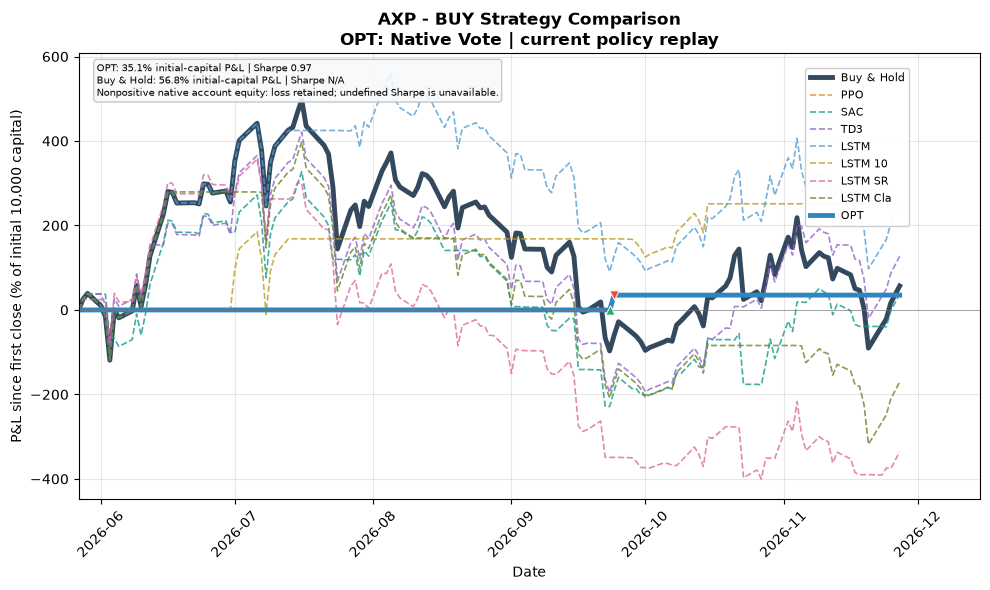 AXP - BUY Strategy Comparison
OPT: Native Vote | current policy replay
OPT: 35.1% initial-capital P&L | Sharpe 0.97
Buy & Hold: 56.8% initial-capital P&L | Sharpe N/A
Nonpositive native account equity: loss retained; undefined Sharpe is unavailable.
Buy & Hold
PPO
SAC
TD3
LSTM
LSTM 10
LSTM SR
LSTM Cla
OPT
P&L since first close (% of initial 10,000 capital)
600
400
200
0
−200
−400
2026-06
2026-07
2026-08
2026-09
2026-10
2026-11
2026-12
Date